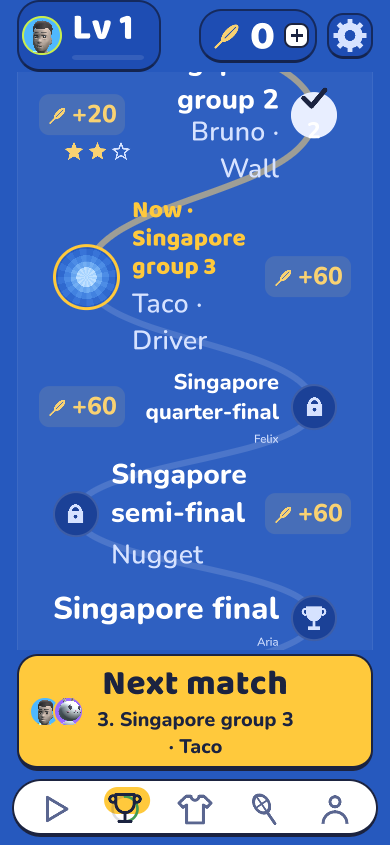 Lv 1
0
group 2
+20
2
Bruno ·
Wall
Now ·
Singapore
group 3
+60
Taco ·
Driver
Singapore
quarter-final
+60
Felix
Singapore
semi-final
+60
Nugget
Singapore final
Aria
Next match
3. Singapore group 3
· Taco